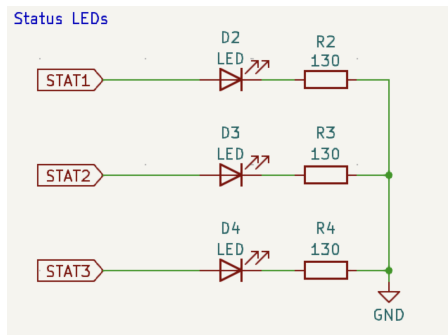 Status LEDs
D2
LED
R2
130
STAT1
D3
LED
R3
130
STAT2
D4
LED
R4
130
STAT3
GND